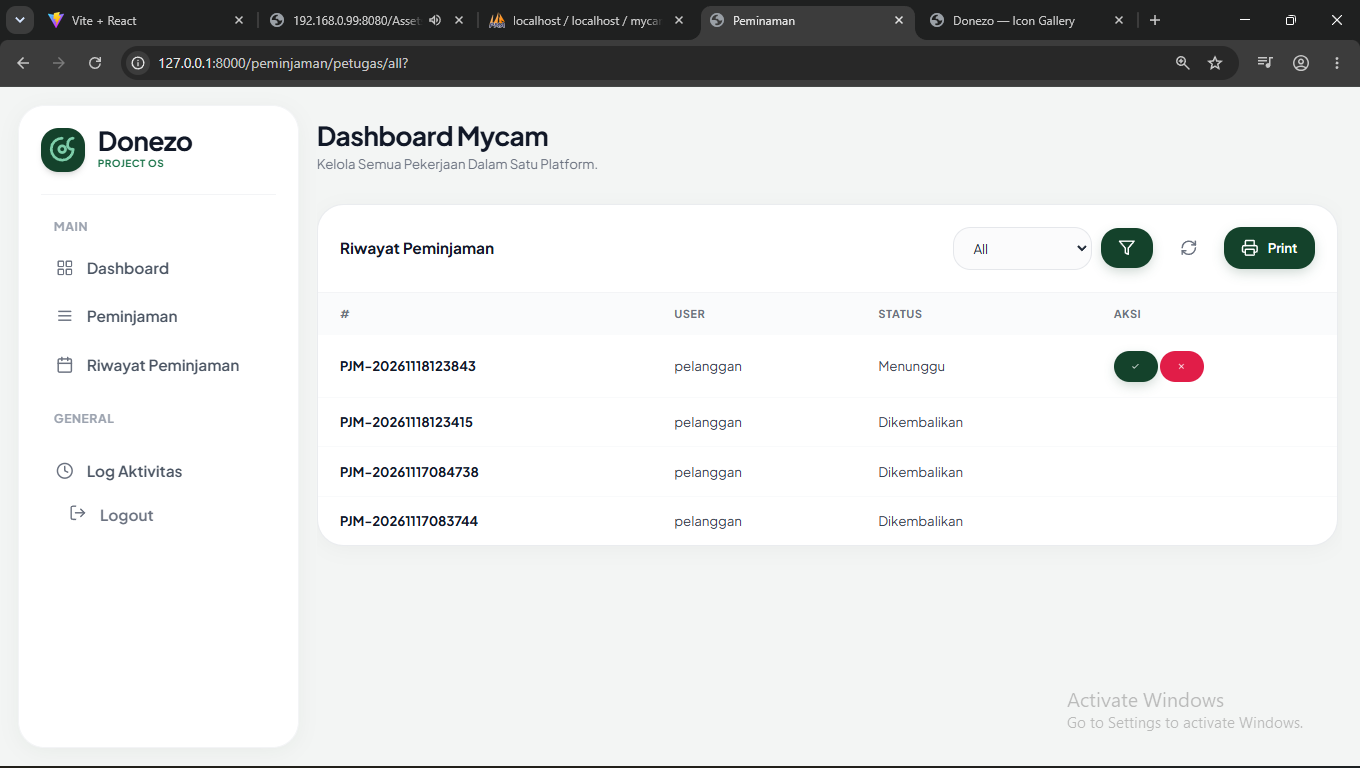 Vite + React
192.168.0.99:8080/Asset
localhost / localhost / mycam
Peminaman
Donezo — Icon Gallery
127.0.0.1:8000/peminjaman/petugas/all?
Donezo
PROJECT OS
MAIN
Dashboard
Peminjaman
Riwayat Peminjaman
GENERAL
Log Aktivitas
Logout
Dashboard Mycam
Kelola Semua Pekerjaan Dalam Satu Platform.
Riwayat Peminjaman
All
Print
# USER STATUS AKSI
PJM-20261118123843 pelanggan Menunggu
PJM-20261118123415 pelanggan Dikembalikan
PJM-20261117084738 pelanggan Dikembalikan
PJM-20261117083744 pelanggan Dikembalikan
Activate Windows
Go to Settings to activate Windows.